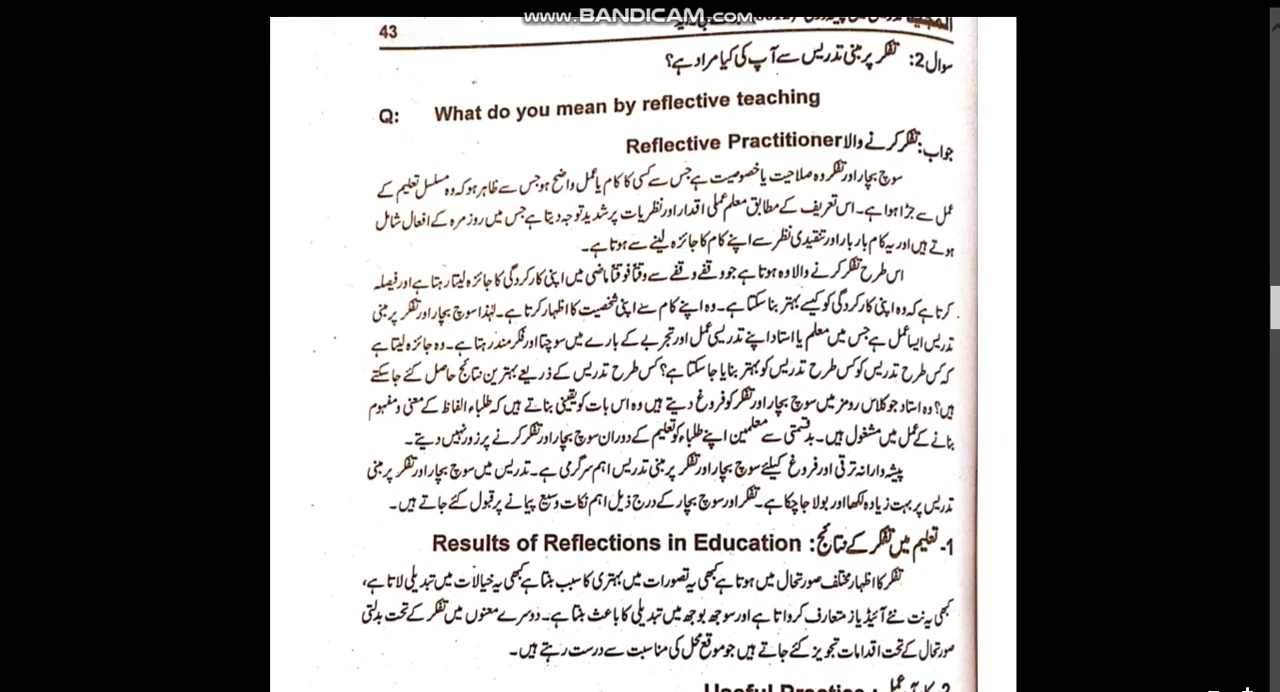 www.BANDICAM.com
43
سوال 2: تفکر پر مبنی تدریس سے آپ کی کیا مراد ہے؟
Q: What do you mean by reflective teaching
جواب: تفکر کرنے والا Reflective Practitioner
سوچ بچار اور تفکر وہ صلاحیت یا خصوصیت ہے جس سے کسی کا کام یا عمل واضح ہو جس سے ظاہر ہو کہ وہ مسلسل تعلیم کے
عمل سے جڑا ہوا ہے۔ اس تعریف کے مطابق معلم عملی اقدار اور نظریات پر شدید توجہ دیتا ہے جس میں روزمرہ کے افعال شامل
ہوتے ہیں اور یہ کام بار بار اور تنقیدی نظر سے اپنے کام کا جائزہ لینے سے ہوتا ہے۔
اس طرح تفکر کرنے والا وہ ہوتا ہے جو وقفے وقفے سے وقتاً فوقتاً ماضی میں اپنی کارکردگی کا جائزہ لیتا رہتا ہے اور فیصلہ
کرتا ہے کہ وہ اپنی کارکردگی کو کیسے بہتر بنا سکتا ہے۔ وہ اپنے کام سے اپنی شخصیت کا اظہار کرتا ہے۔ لہٰذا سوچ بچار اور تفکر پر مبنی
تدریس ایسا عمل ہے جس میں معلم یا استاد اپنے تدریسی عمل اور تجربے کے بارے میں سوچتا اور فکر مند رہتا ہے۔ وہ جائزہ لیتا ہے
کہ کس طرح تدریس کو کس طرح تدریس کو بہتر بنایا جا سکتا ہے؟ کس طرح تدریس کے ذریعے بہترین نتائج حاصل کئے جا سکتے
ہیں؟ وہ استاد جو کلاس رومز میں سوچ بچار اور تفکر کو فروغ دیتے ہیں وہ اس بات کو یقینی بناتے ہیں کہ طلباء الفاظ کے معنی و مفہوم
بنانے کے عمل میں مشغول ہیں۔ بدقسمتی سے معلمین اپنے طلباء کو تعلیم کے دوران سوچ بچار اور تفکر کرنے پر زور نہیں دیتے۔
پیشہ وارانہ ترقی اور فروغ کیلئے سوچ بچار اور تفکر پر مبنی تدریس اہم سرگرمی ہے۔ تدریس میں سوچ بچار اور تفکر پر مبنی
تدریس پر بہت زیادہ لکھا اور بولا جا چکا ہے۔ تفکر اور سوچ بچار کے درج ذیل اہم نکات وسیع پیمانے پر قبول کئے جاتے ہیں۔
1- تعلیم میں تفکر کے نتائج: Results of Reflections in Education
تفکر کا اظہار مختلف صورتحال میں ہوتا ہے کبھی یہ تصورات میں بہتری کا سبب بنتا ہے کبھی یہ خیالات میں تبدیلی لاتا ہے،
کبھی یہ نت نئے آئیڈیاز متعارف کرواتا ہے اور سوجھ بوجھ میں تبدیلی کا باعث بنتا ہے۔ دوسرے معنوں میں تفکر کے تحت بدلتی
صورتحال کے تحت اقدامات تجویز کئے جاتے ہیں جو موقع محل کی مناسبت سے درست رہتے ہیں۔
Useful Practice